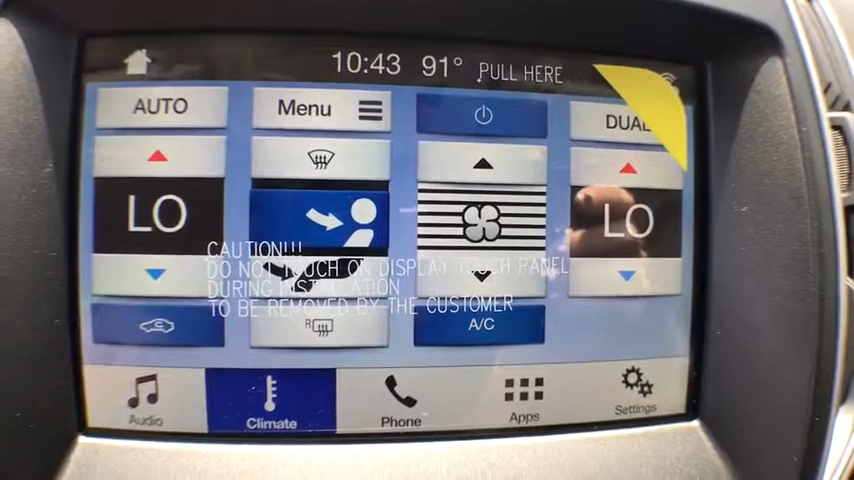 10:43 91° PULL HERE
AUTO Menu DUAL
LO LO
CAUTION!!!
DO NOT TOUCH ON DISPLAY TOUCH PANEL
DURING INSTALLATION
TO BE REMOVED BY THE CUSTOMER
R A/C
Audio Climate Phone Apps Settings